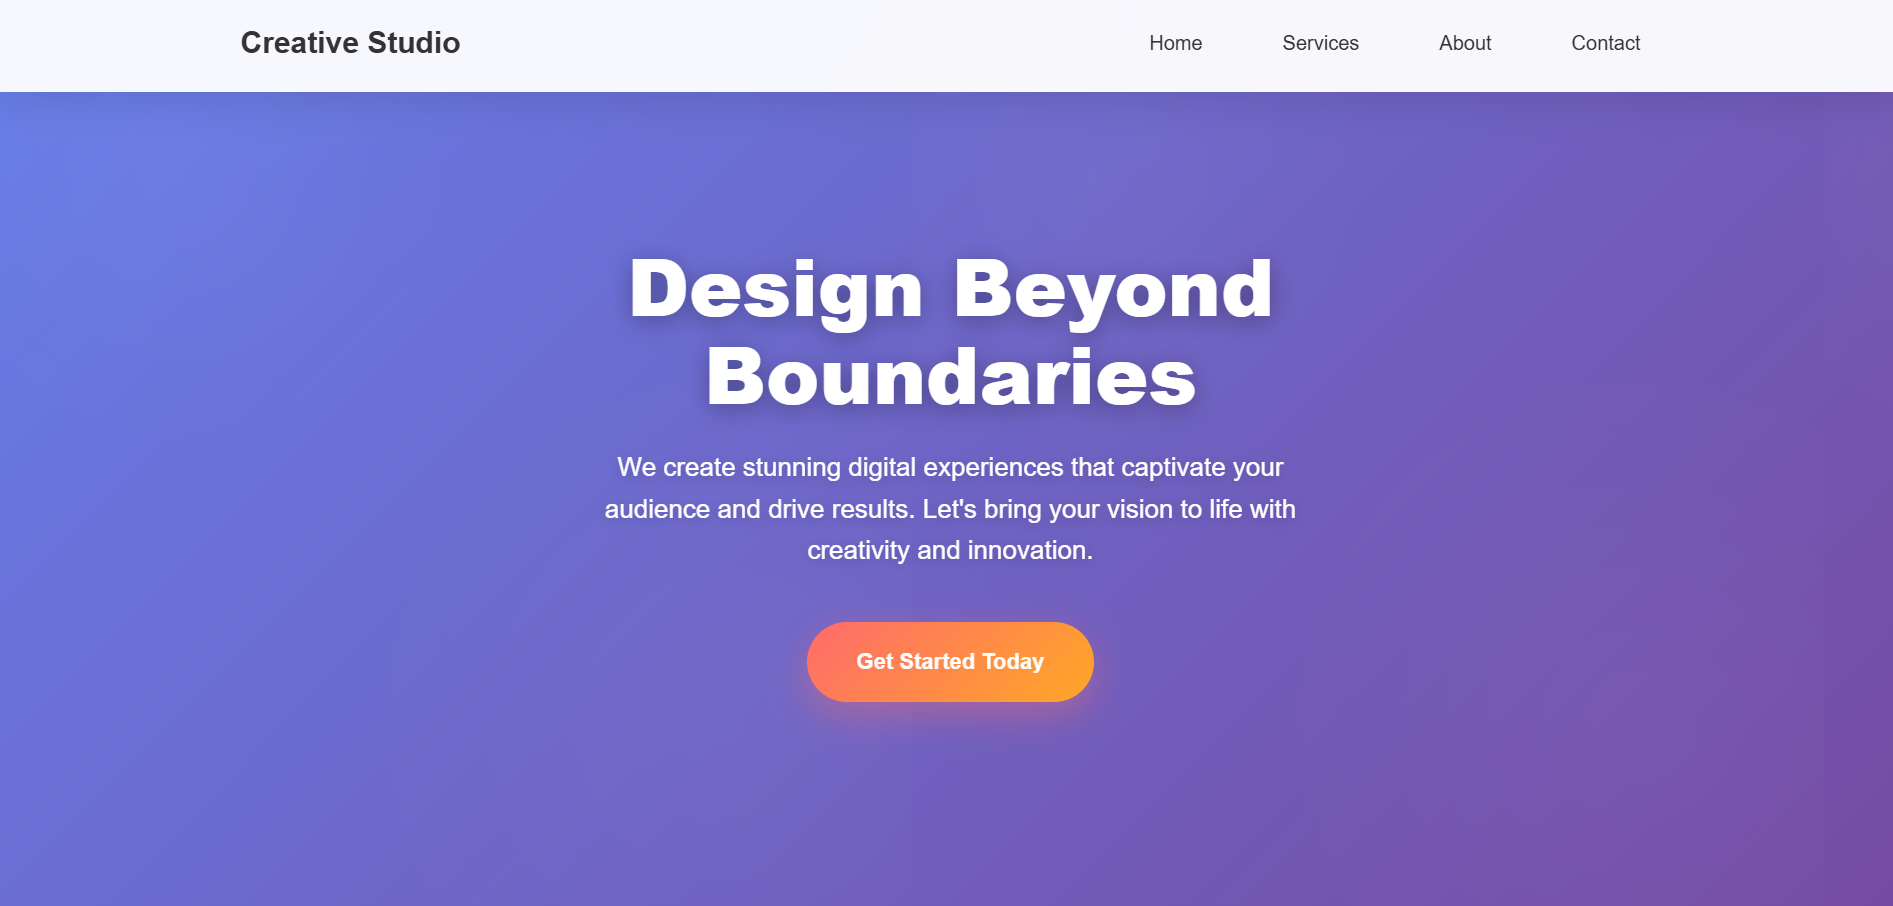 Creative Studio
Home Services About Contact
Design Beyond
Boundaries
We create stunning digital experiences that captivate your
audience and drive results. Let's bring your vision to life with
creativity and innovation.
Get Started Today